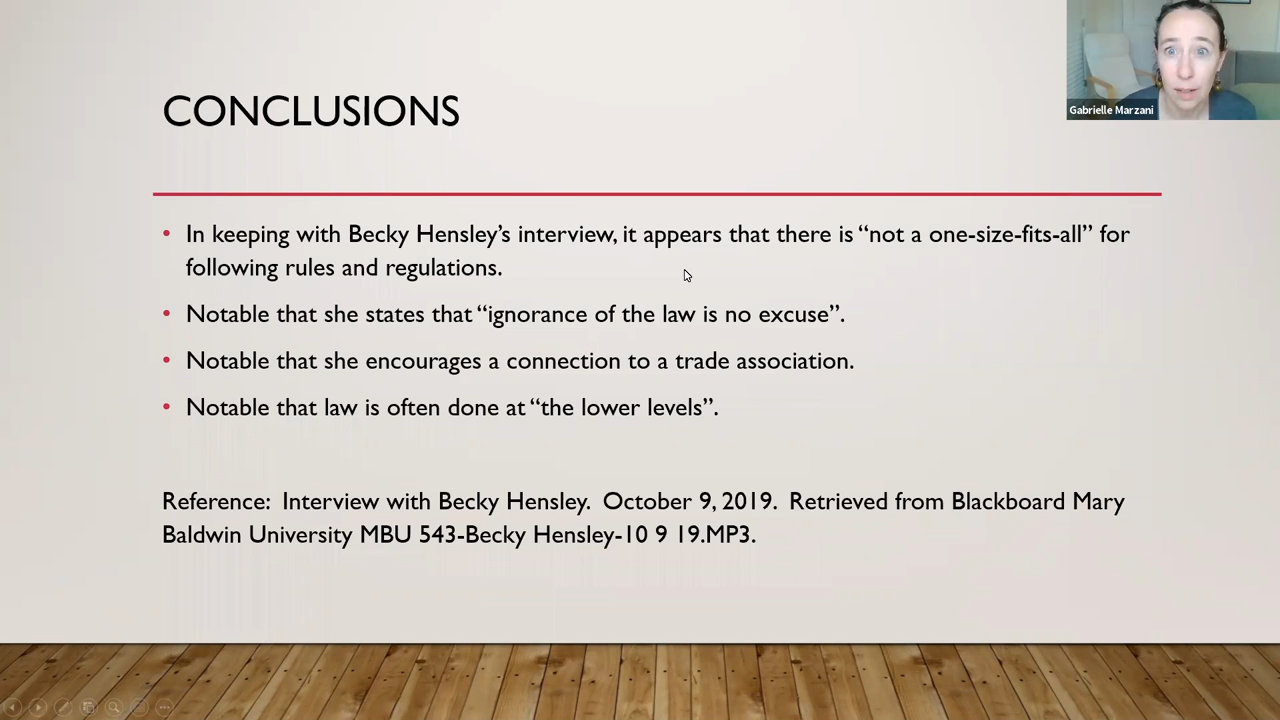 CONCLUSIONS
Gabrielle Marzani
• In keeping with Becky Hensley’s interview, it appears that there is “not a one-size-fits-all” for
following rules and regulations.
• Notable that she states that “ignorance of the law is no excuse”.
• Notable that she encourages a connection to a trade association.
• Notable that law is often done at “the lower levels”.
Reference:  Interview with Becky Hensley.  October 9, 2019.  Retrieved from Blackboard Mary
Baldwin University MBU 543-Becky Hensley-10 9 19.MP3.